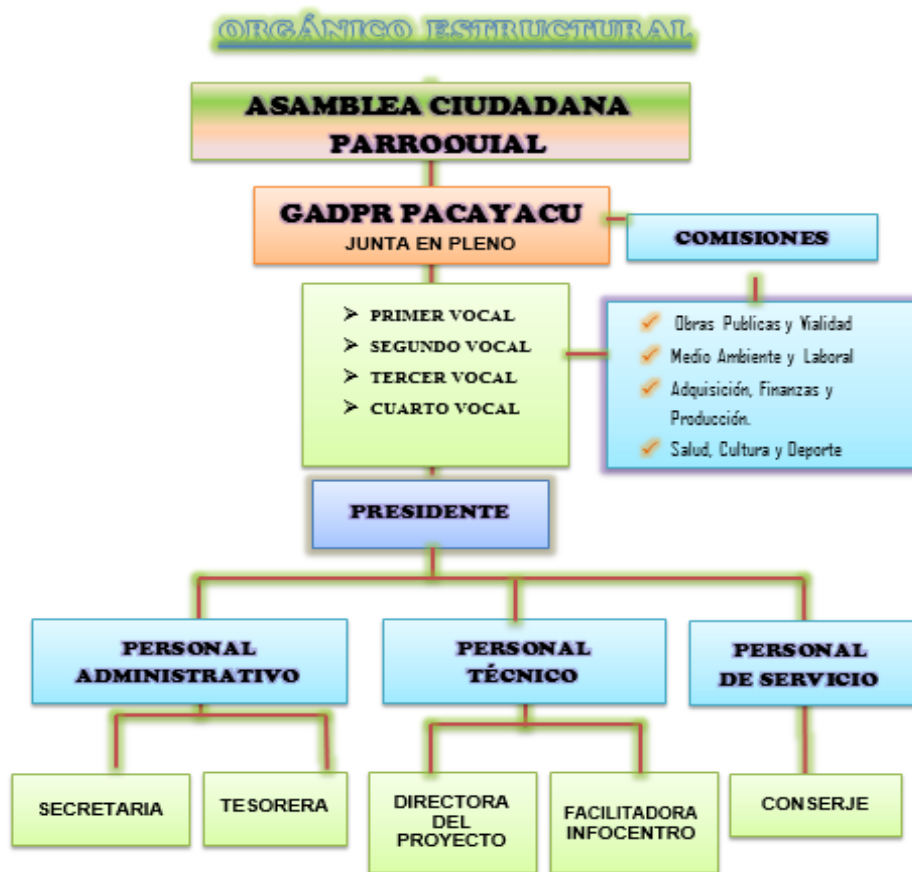 ORGÁNICO ESTRUCTURAL
ASAMBLEA CIUDADANA
PARROQUIAL
GADPR PACAYACU
JUNTA EN PLENO
COMISIONES
PRIMER VOCAL
SEGUNDO VOCAL
TERCER VOCAL
CUARTO VOCAL
Obras Publicas y Vialidad
Medio Ambiente y Laboral
Adquisición, Finanzas y
Producción.
Salud, Cultura y Deporte
PRESIDENTE
PERSONAL
ADMINISTRATIVO
PERSONAL
TÉCNICO
PERSONAL
DE SERVICIO
SECRETARIA
TESORERA
DIRECTORA
DEL
PROYECTO
FACILITADORA
INFOCENTRO
CONSERJE